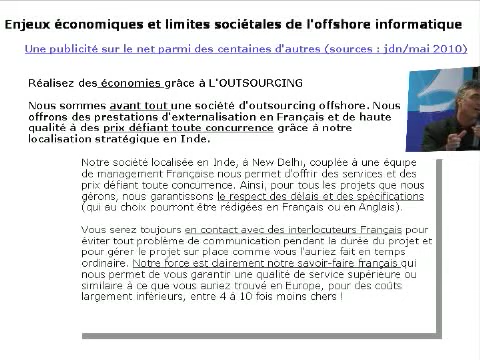 Enjeux économiques et limites sociétales de l'offshore informatique
Une publicité sur le net parmi des centaines d'autres (sources : jdn/mai 2010)
Réalisez des économies grâce à L'OUTSOURCING
Nous sommes avant tout une société d'outsourcing offshore. Nous
offrons des prestations d'externalisation en Français et de haute
qualité à des prix défiant toute concurrence grâce à notre
localisation stratégique en Inde.
Notre société localisée en Inde, à New Delhi, couplée à une équipe
de management Française nous permet d'offrir des services et des
prix défiant toute concurrence. Ainsi, pour tous les projets que nous
gérons, nous garantissons le respect des délais et des spécifications
(qui au choix pourront être rédigées en Français ou en Anglais).
Vous serez toujours en contact avec des interlocuteurs Français pour
éviter tout problème de communication pendant la durée du projet et
pour gérer le projet sur place comme vous l'auriez fait en temps
ordinaire. Notre force est clairement notre savoir-faire français qui
nous permet de vous garantir une qualité de service supérieure ou
similaire à ce que vous auriez trouvé en Europe, pour des coûts
largement inférieurs, entre 4 à 10 fois moins chers !